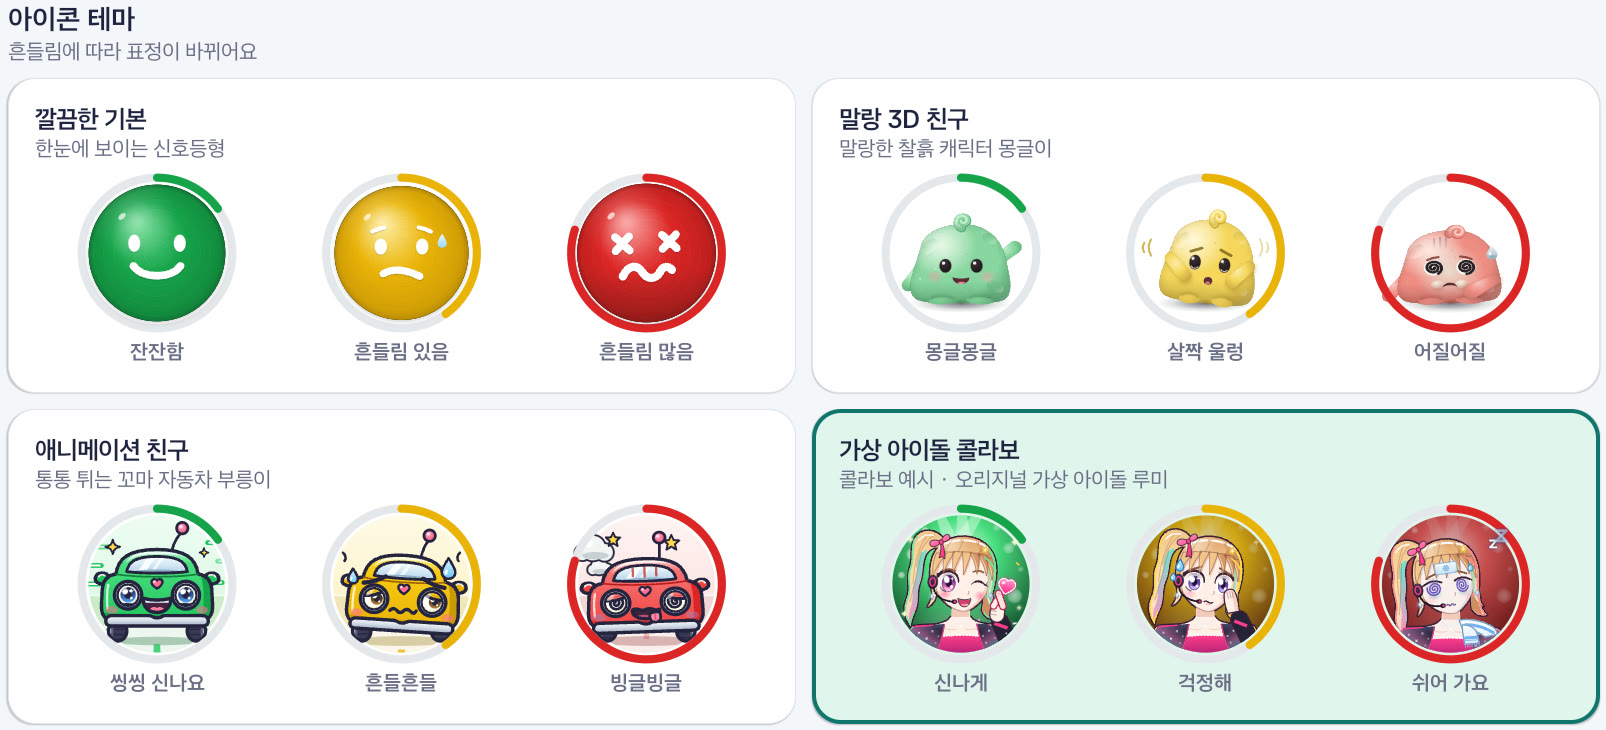 아이콘 테마
흔들림에 따라 표정이 바뀌어요
깔끔한 기본
한눈에 보이는 신호등형
잔잔함
흔들림 있음
흔들림 많음
말랑 3D 친구
말랑한 찰흙 캐릭터 몽글이
몽글몽글
살짝 울렁
어질어질
애니메이션 친구
통통 튀는 꼬마 자동차 부릉이
씽씽 신나요
흔들흔들
빙글빙글
가상 아이돌 콜라보
콜라보 예시 · 오리지널 가상 아이돌 루미
z Z
신나게
걱정해
쉬어 가요